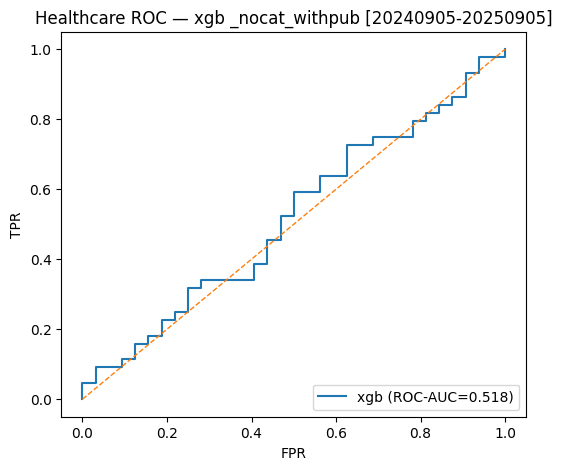 Healthcare ROC — xgb _nocat_withpub [20240905-20250905]
1.0
0.8
0.6
0.4
0.2
0.0
TPR
xgb (ROC-AUC=0.518)
0.0 0.2 0.4 0.6 0.8 1.0
FPR